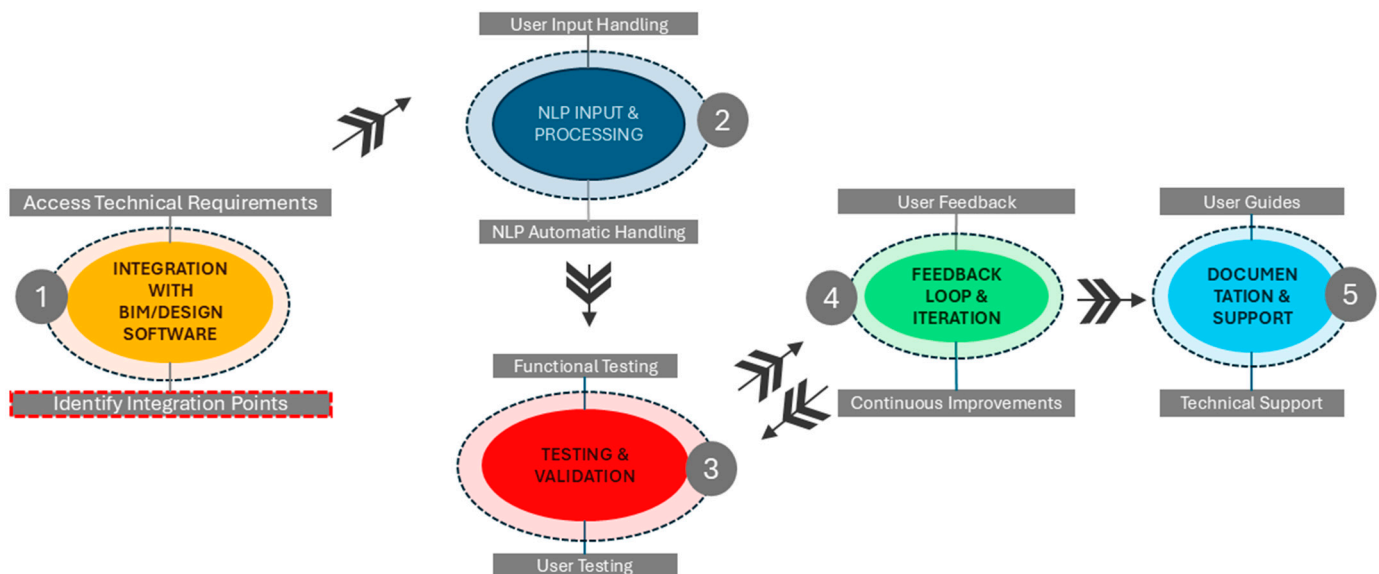 Access Technical Requirements
1
INTEGRATION
WITH
BIM/DESIGN
SOFTWARE
Identify Integration Points
User Input Handling
NLP INPUT &
PROCESSING
2
NLP Automatic Handling
Functional Testing
TESTING &
VALIDATION
3
User Testing
User Feedback
4
FEEDBACK
LOOP &
ITERATION
Continuous Improvements
User Guides
DOCUMEN
TATION &
SUPPORT
5
Technical Support